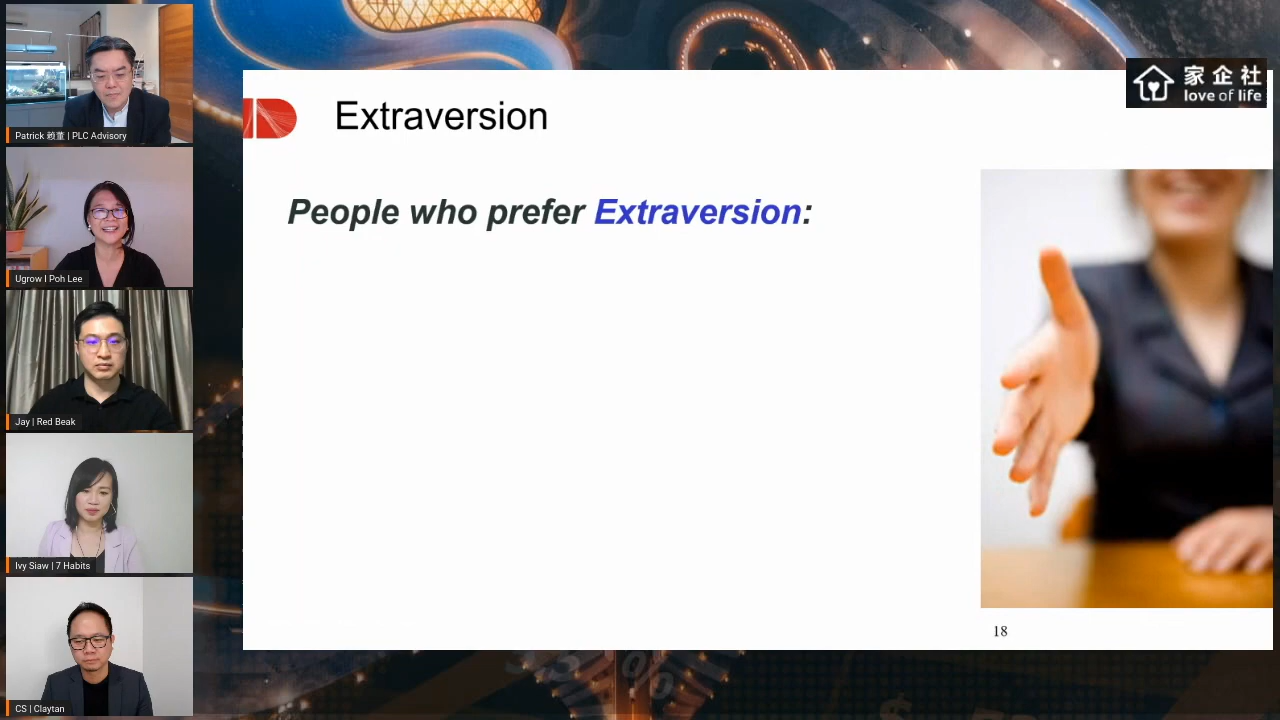 Patrick 赖董 | PLC Advisory
Ugrow I Poh Lee
Jay | Red Beak
Ivy Siaw | 7 Habits
CS | Claytan
Extraversion
People who prefer Extraversion:
18
家企社
love of life